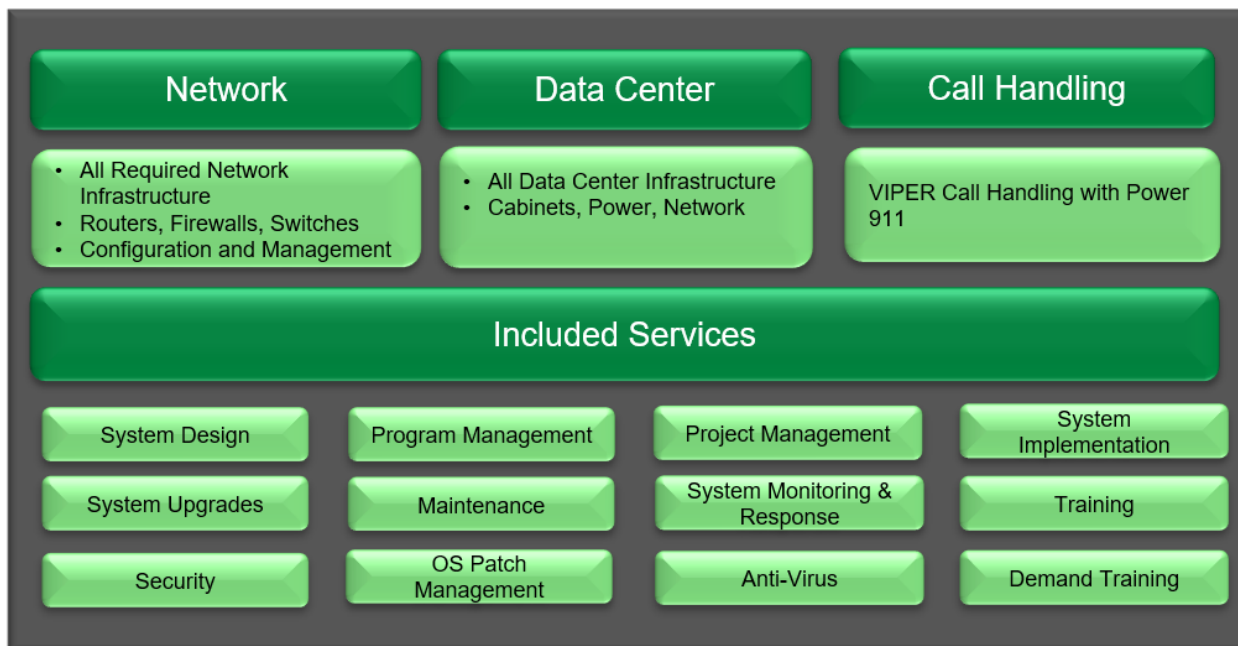 Network
Data Center
Call Handling
• All Required Network
Infrastructure
• Routers, Firewalls, Switches
• Configuration and Management
• All Data Center Infrastructure
• Cabinets, Power, Network
VIPER Call Handling with Power
911
Included Services
System Design
Program Management
Project Management
System
Implementation
System Upgrades
Maintenance
System Monitoring &
Response
Training
Security
OS Patch
Management
Anti-Virus
Demand Training